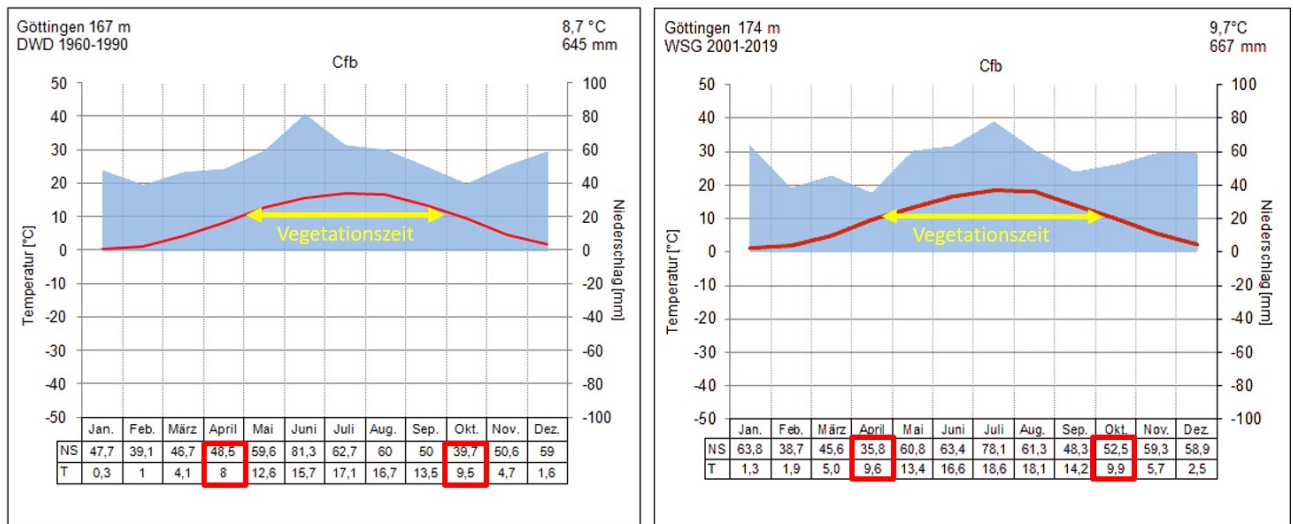 Göttingen 167 m 8,7 °C
DWD 1960-1990 645 mm
Cfb
50 100
40 80
30 60
20 40
10 20
0 0
-10 -20
-20 -40
-30 -60
-40 -80
-50 -100
Temperatur [°C]
Niederschlag [mm]
Vegetationszeit
Jan. Feb. März April Mai Juni Juli Aug. Sep. Okt. Nov. Dez.
NS 47,7 39,1 46,7 48,5 59,6 81,3 62,7 60 50 39,7 50,6 59
T 0,3 1 4,1 8 12,6 15,7 17,1 16,7 13,5 9,5 4,7 1,6
Göttingen 174 m 9,7°C
WSG 2001-2019 667 mm
Cfb
50 100
40 80
30 60
20 40
10 20
0 0
-10 -20
-20 -40
-30 -60
-40 -80
-50 -100
Temperatur [°C]
Niederschlag [mm]
Vegetationszeit
Jan. Feb. März April Mai Juni Juli Aug. Sep. Okt. Nov. Dez.
NS 63,8 38,7 45,6 35,8 60,8 63,4 78,1 61,3 48,3 52,5 59,3 58,9
T 1,3 1,9 5,0 9,6 13,4 16,6 18,6 18,1 14,2 9,9 5,7 2,5